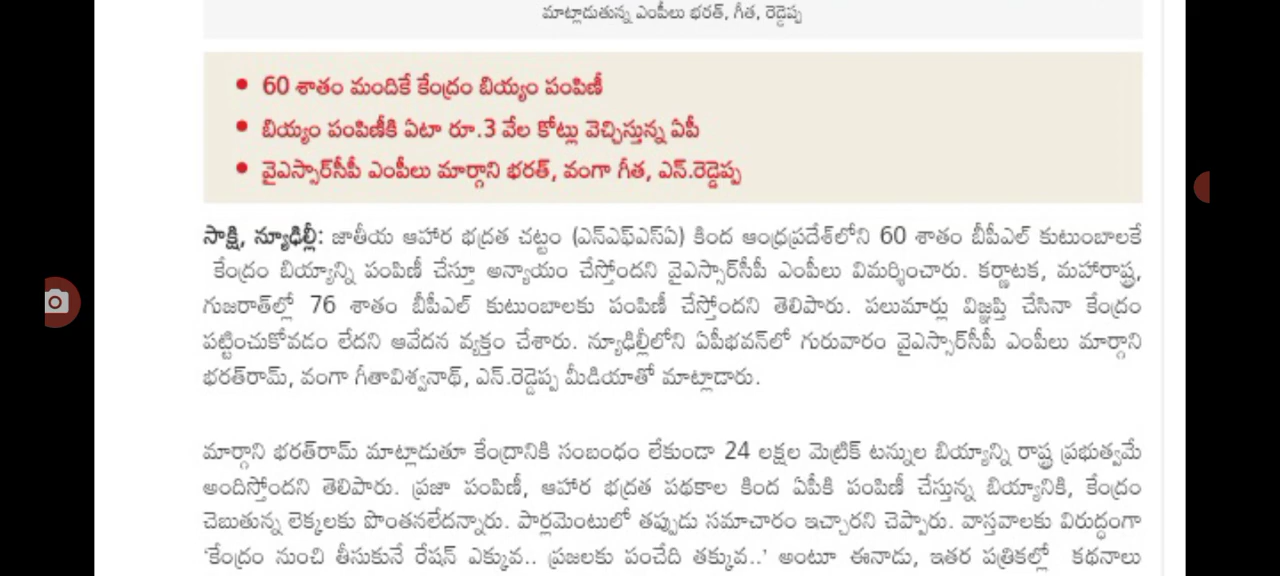 మాట్లాడుతున్న ఎంపీలు భరత్, గీత, రెడ్డెప్ప
• 60 శాతం మందికే కేంద్రం బియ్యం పంపిణీ
• బియ్యం పంపిణీకి ఏటా రూ.3 వేల కోట్లు వెచ్చిస్తున్న ఏపీ
• వైఎస్సార్‌సీపీ ఎంపీలు మార్గాని భరత్, వంగా గీత, ఎన్.రెడ్డెప్ప
సాక్షి, న్యూఢిల్లీ: జాతీయ ఆహార భద్రత చట్టం (ఎన్ఎఫ్ఎస్ఏ) కింద ఆంధ్రప్రదేశ్‌లోని 60 శాతం బీపీఎల్ కుటుంబాలకే
కేంద్రం బియ్యాన్ని పంపిణీ చేస్తూ అన్యాయం చేస్తోందని వైఎస్సార్‌సీపీ ఎంపీలు విమర్శించారు. కర్ణాటక, మహారాష్ట్ర,
గుజరాత్‌ల్లో 76 శాతం బీపీఎల్ కుటుంబాలకు పంపిణీ చేస్తోందని తెలిపారు. పలుమార్లు విజ్ఞప్తి చేసినా కేంద్రం
పట్టించుకోవడం లేదని ఆవేదన వ్యక్తం చేశారు. న్యూఢిల్లీలోని ఏపీభవన్‌లో గురువారం వైఎస్సార్‌సీపీ ఎంపీలు మార్గాని
భరత్‌రామ్, వంగా గీతావిశ్వనాథ్, ఎన్.రెడ్డెప్ప మీడియాతో మాట్లాడారు.
మార్గాని భరత్‌రామ్ మాట్లాడుతూ కేంద్రానికి సంబంధం లేకుండా 24 లక్షల మెట్రిక్ టన్నుల బియ్యాన్ని రాష్ట్ర ప్రభుత్వమే
అందిస్తోందని తెలిపారు. ప్రజా పంపిణీ, ఆహార భద్రత పథకాల కింద ఏపీకి పంపిణీ చేస్తున్న బియ్యానికి, కేంద్రం
చెబుతున్న లెక్కలకు పొంతనలేదన్నారు. పార్లమెంటులో తప్పుడు సమాచారం ఇచ్చారని చెప్పారు. వాస్తవాలకు విరుద్ధంగా
'కేంద్రం నుంచి తీసుకునే రేషన్ ఎక్కువ.. ప్రజలకు పంచేది తక్కువ..' అంటూ ఈనాడు, ఇతర పత్రికల్లో కథనాలు